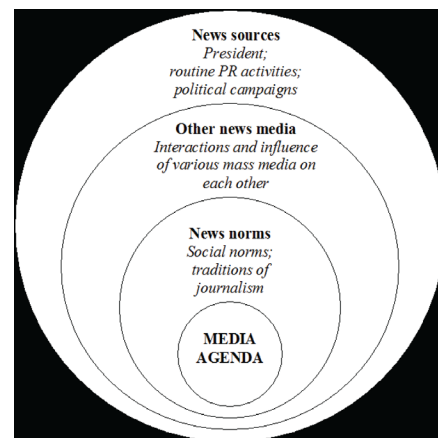 News sources
President;
routine PR activities;
political campaigns
Other news media
Interactions and influence
of various mass media on
each other
News norms
Social norms;
traditions of
journalism
MEDIA
AGENDA